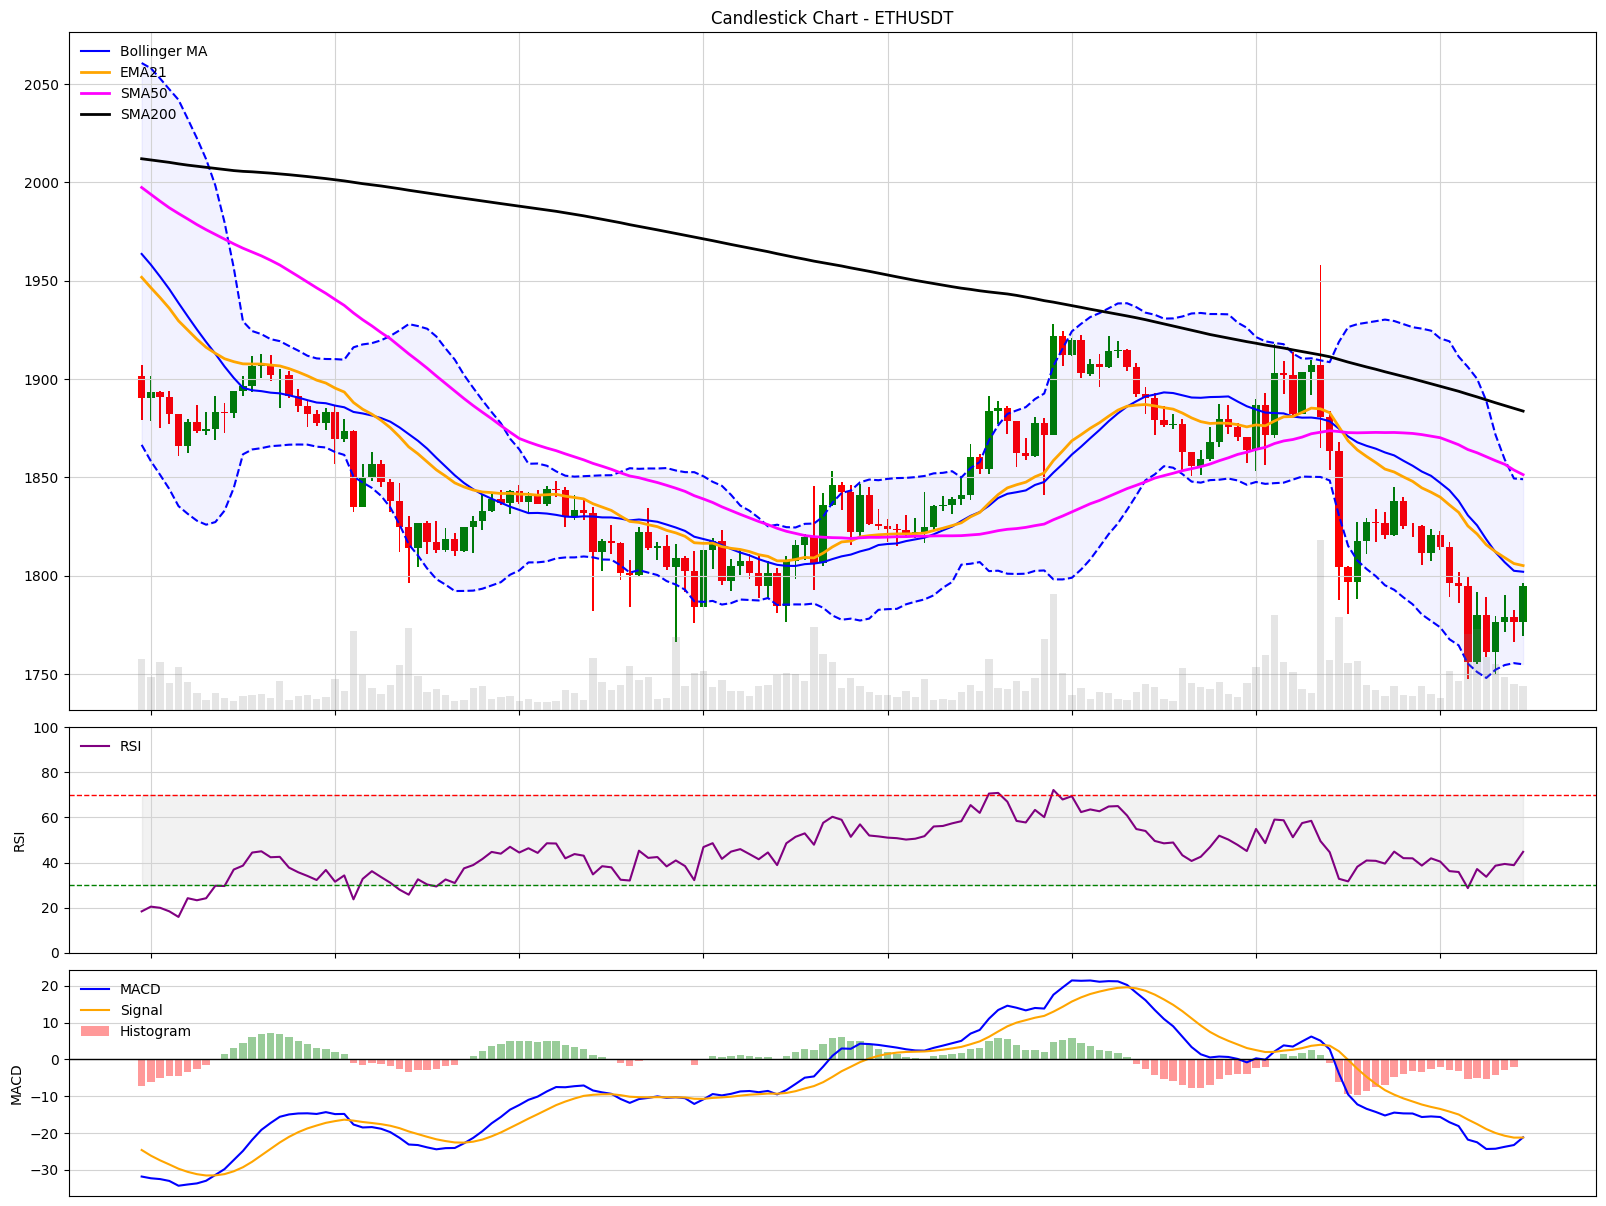 Candlestick Chart - ETHUSDT
Bollinger MA
EMA21
SMA50
SMA200
2050
2000
1950
1900
1850
1800
1750
RSI
100
80
60
40
20
0
RSI
MACD
Signal
Histogram
20
10
0
−10
−20
−30
MACD